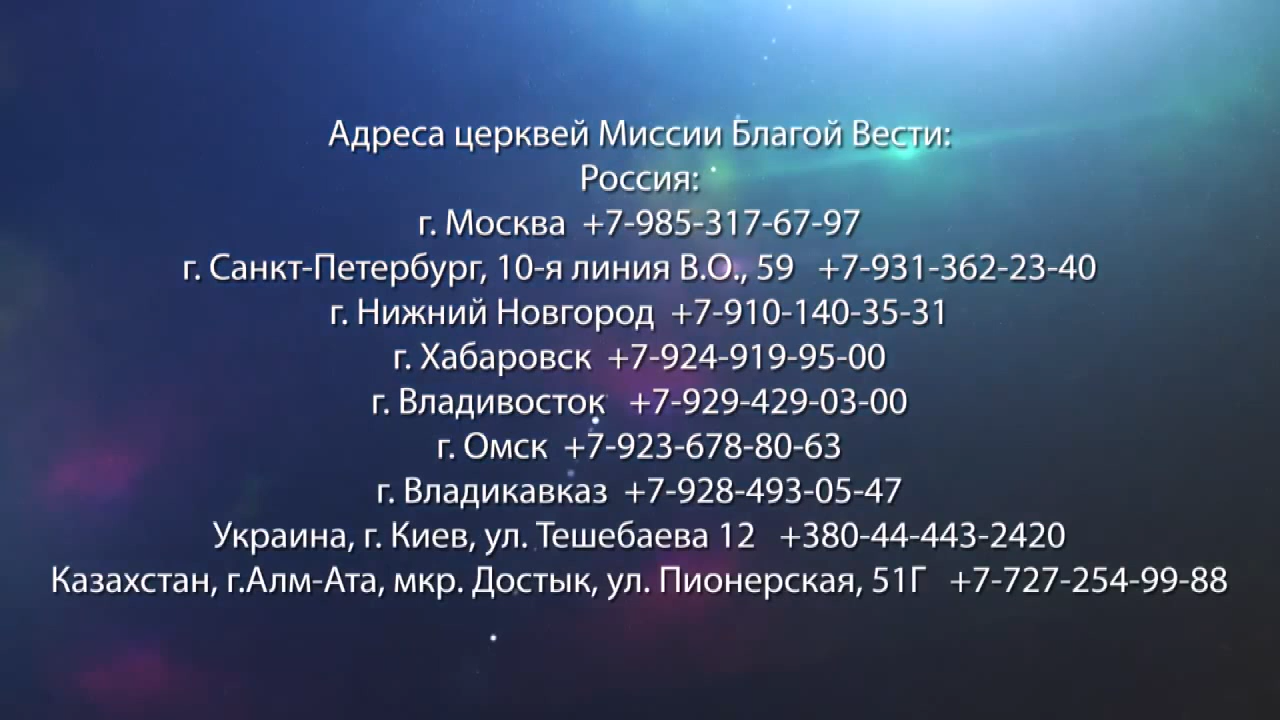 Адреса церквей Миссии Благой Вести:
Россия:
г. Москва +7-985-317-67-97
г. Санкт-Петербург, 10-я линия В.О., 59 +7-931-362-23-40
г. Нижний Новгород +7-910-140-35-31
г. Хабаровск +7-924-919-95-00
г. Владивосток +7-929-429-03-00
г. Омск +7-923-678-80-63
г. Владикавказ +7-928-493-05-47
Украина, г. Киев, ул. Тешебаева 12 +380-44-443-2420
Казахстан, г.Алм-Ата, мкр. Достык, ул. Пионерская, 51Г +7-727-254-99-88